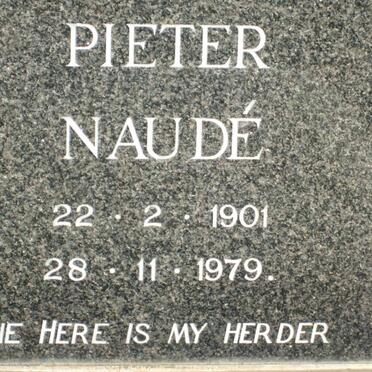 PIETER
NAUDÉ
22 · 2 · 1901
28 · 11 · 1979.
HERE IS MY HERDER